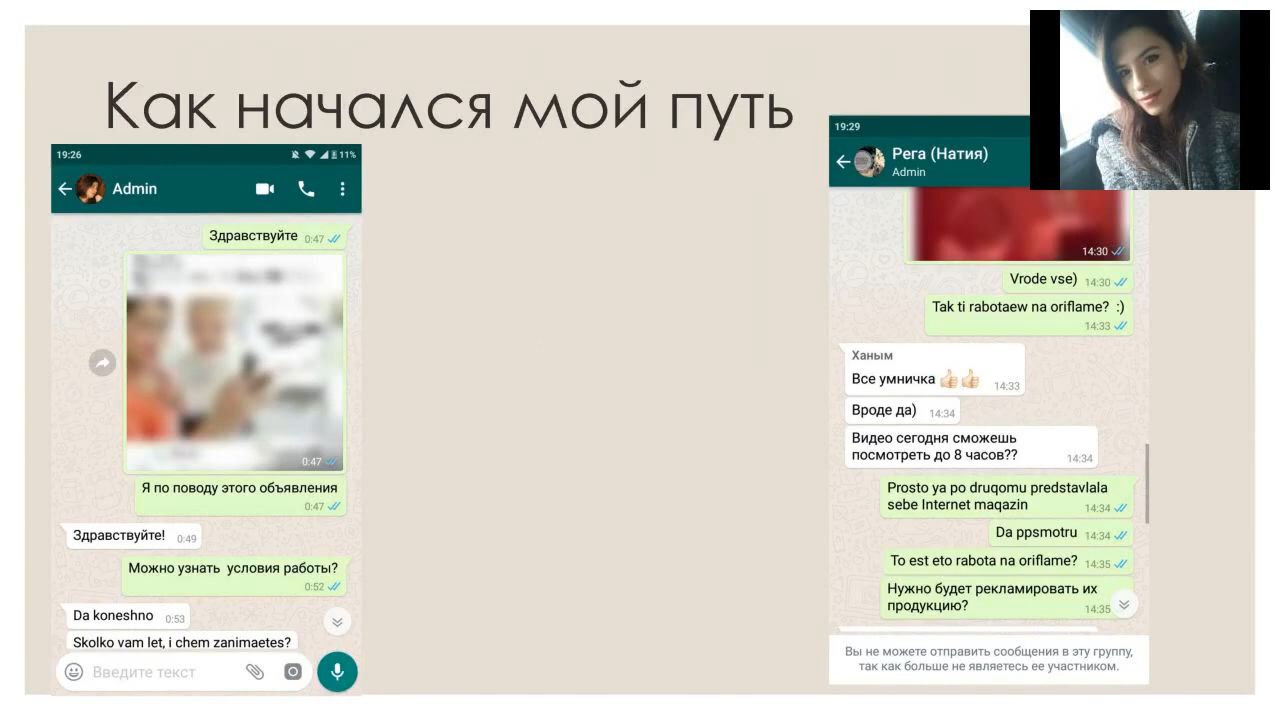 Как начался мой путь
19:26
11%
Admin
Здравствуйте 0:47
0:47
Я по поводу этого объявления
0:47
Здравствуйте! 0:49
Можно узнать условия работы?
0:52
Da koneshno 0:53
Skolko vam let, i chem zanimaetes?
Введите текст
19:29
Рега (Натия)
Admin
14:30
Vrode vse) 14:30
Tak ti rabotaew na oriflame? :)
14:33
Ханым
Все умничка 14:33
Вроде да) 14:34
Видео сегодня сможешь
посмотреть до 8 часов?? 14:34
Prosto ya po druqomu predstavlala
sebe Internet maqazin 14:34
Da ppsmotru 14:34
To est eto rabota na oriflame? 14:35
Нужно будет рекламировать их
продукцию? 14:35
Вы не можете отправить сообщения в эту группу,
так как больше не являетесь ее участником.